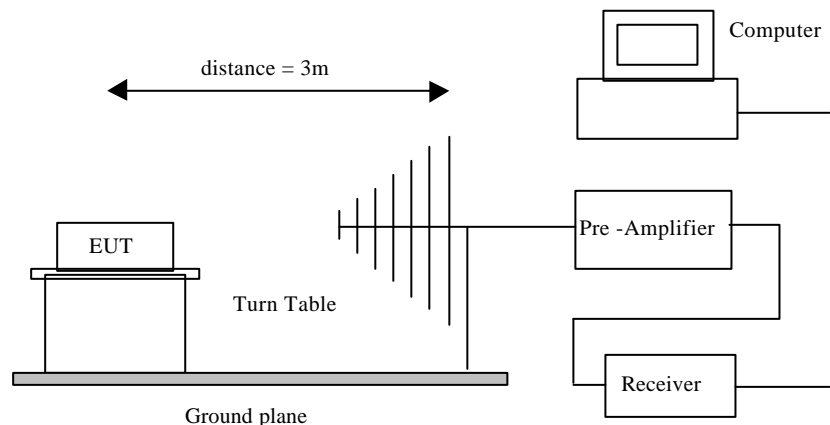 Computer
distance = 3m
Pre -Amplifier
EUT
Turn Table
Receiver
Ground plane